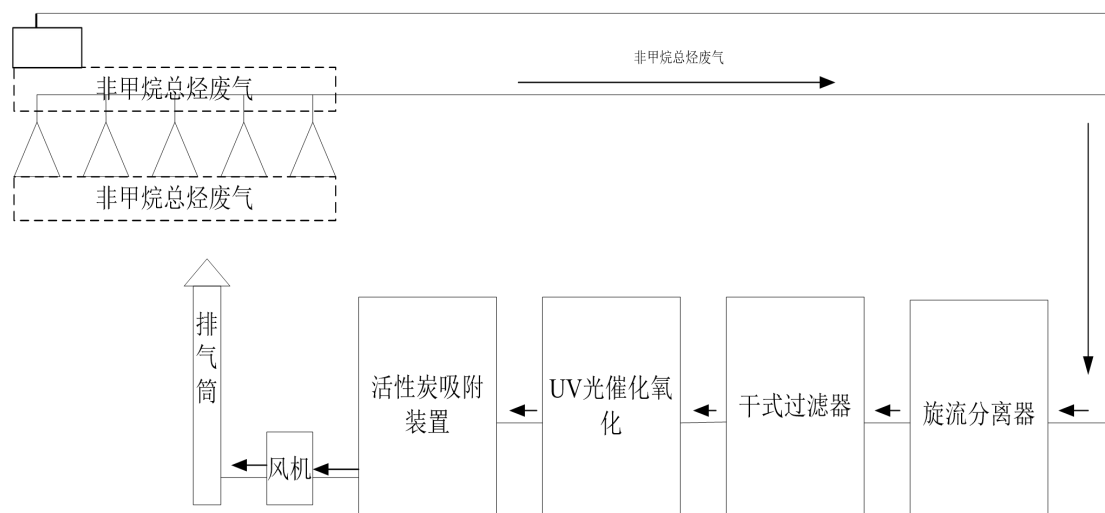 非甲烷总烃废气
非甲烷总烃废气
非甲烷总烃废气
排
气
筒
风机
活性炭吸附
装置
UV光催化氧
化
干式过滤器
旋流分离器